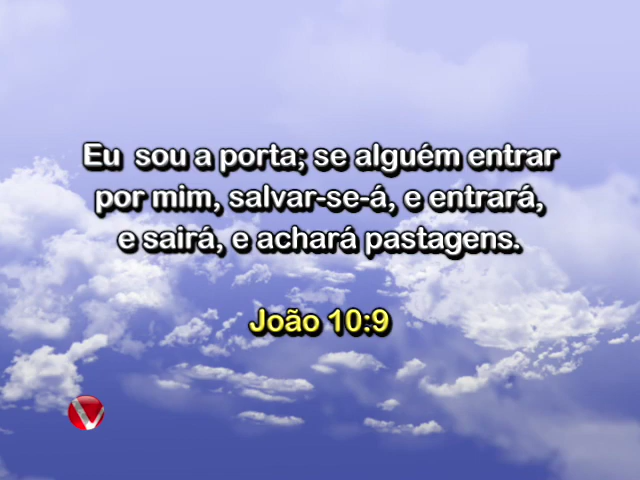 Eu sou a porta; se alguém entrar
por mim, salvar-se-á, e entrará,
e sairá, e achará pastagens.
João 10:9
V